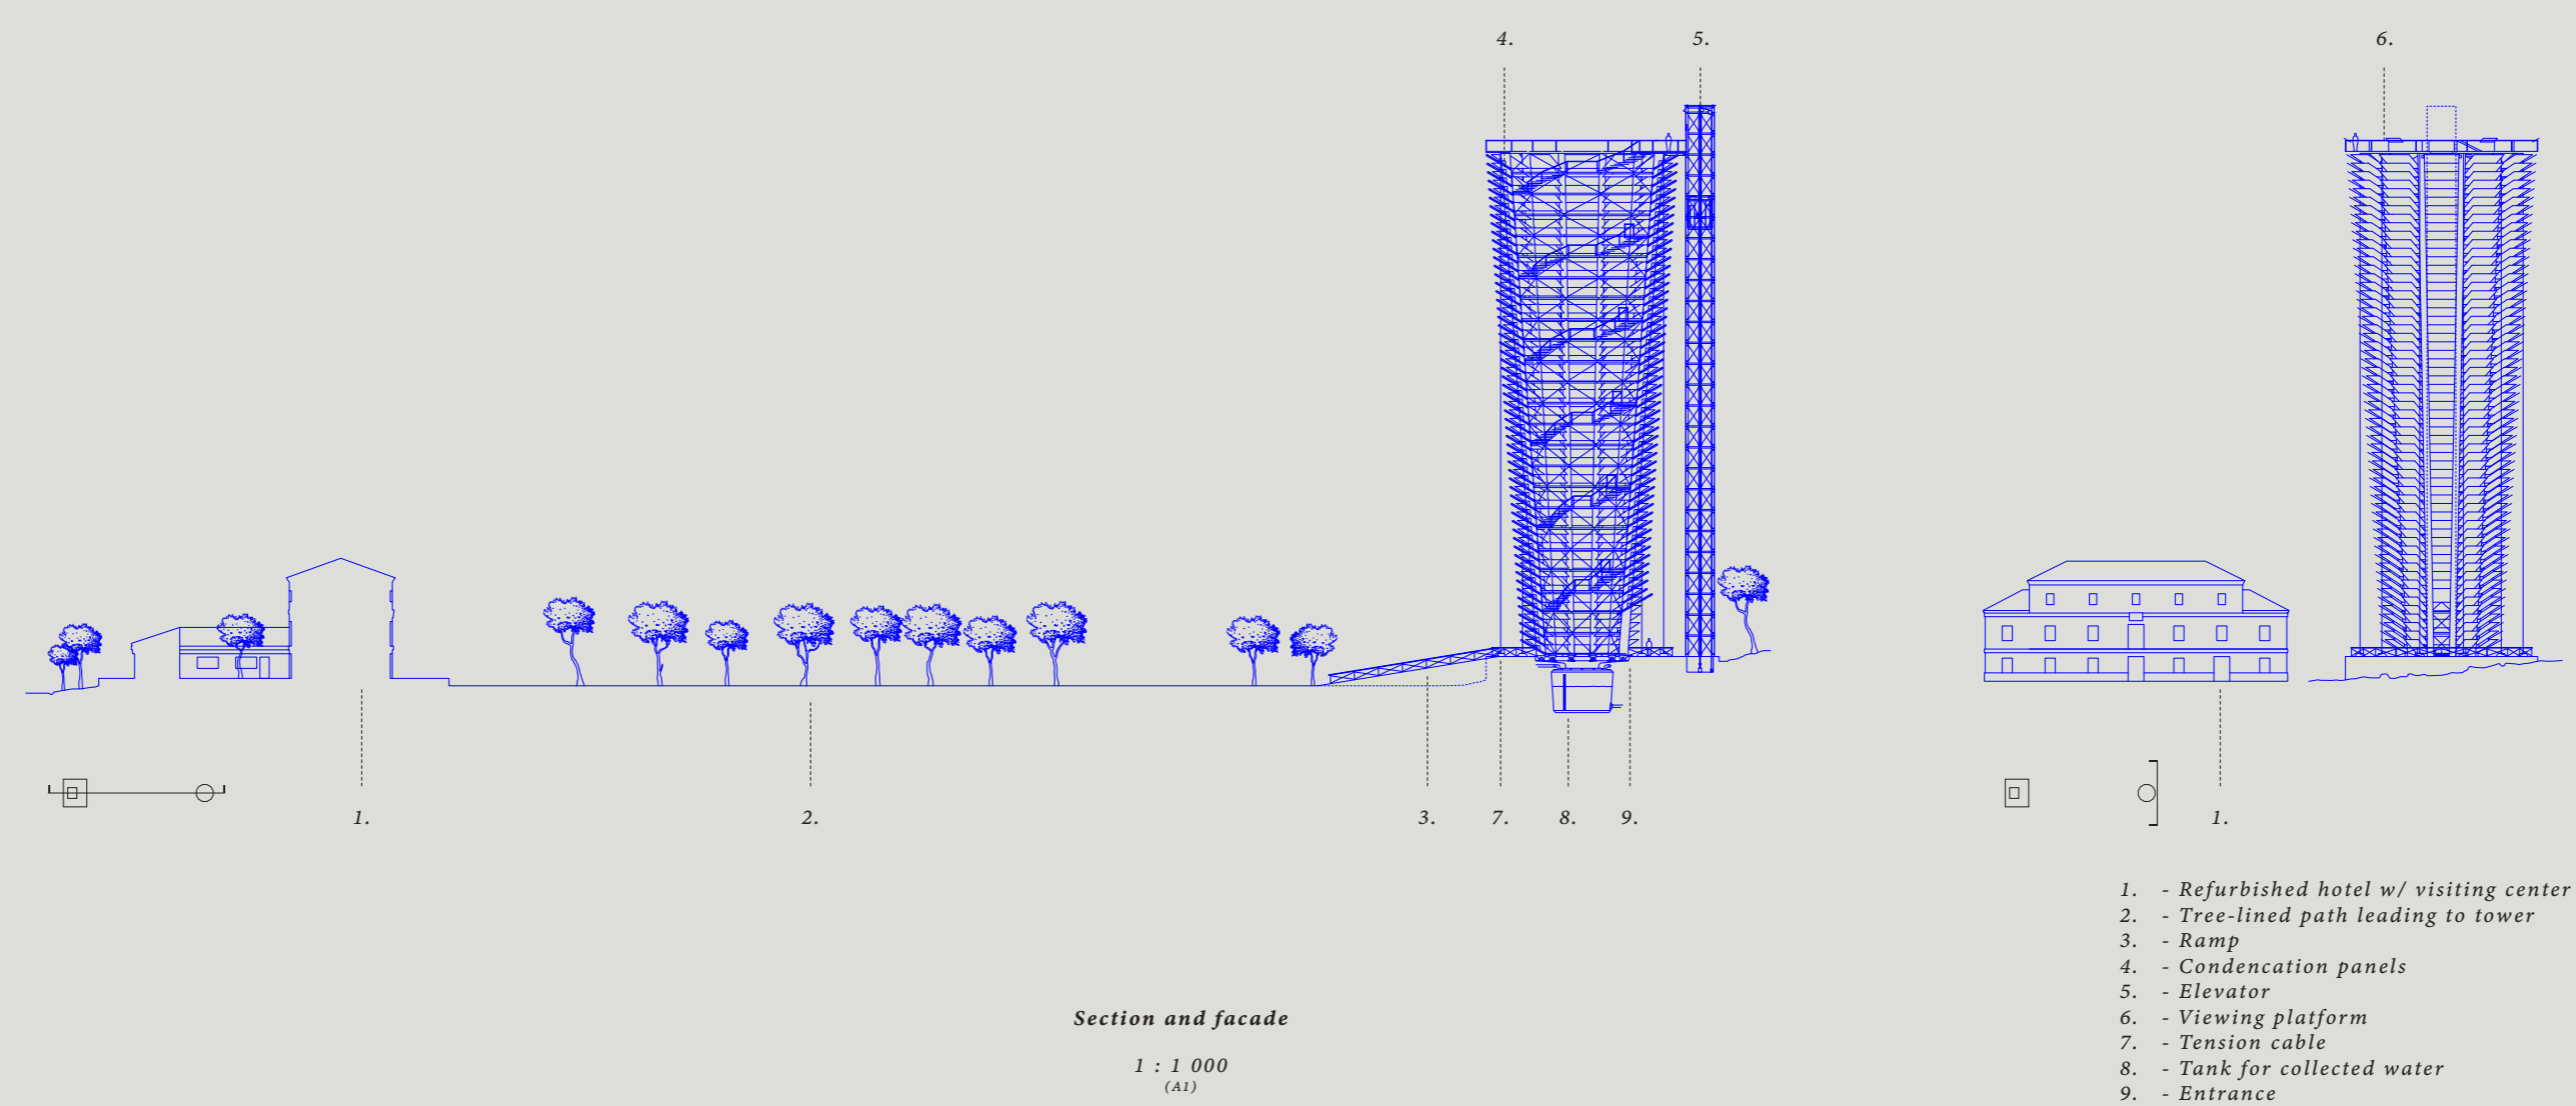 4. 5. 6.
1. 2. 3. 7. 8. 9. 1.
1. - Refurbished hotel w/ visiting center
2. - Tree-lined path leading to tower
3. - Ramp
4. - Condencation panels
5. - Elevator
6. - Viewing platform
7. - Tension cable
8. - Tank for collected water
9. - Entrance
Section and facade
1 : 1 000
(A1)